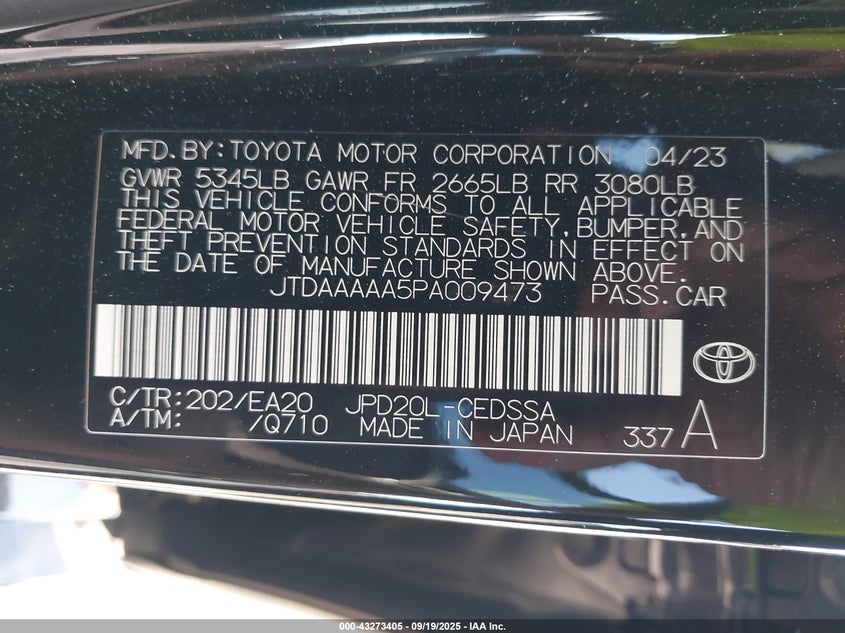 MFD.BY:TOYOTA MOTOR CORPORATION 04/23
GVWR 5345LB GAWR FR 2665LB RR 3080LB
THIS VEHICLE CONFORMS TO ALL APPLICABLE
FEDERAL MOTOR VEHICLE SAFETY,BUMPER,AND
THEFT PREVENTION STANDARDS IN EFFECT ON
THE DATE OF MANUFACTURE SHOWN ABOVE.
JTDAAAAA5PA009473 PASS.CAR
C/TR:202/EA20 JPD20L-CEDSSA
A/TM: /Q710 MADE IN JAPAN 337A
000-43273405 - 09/19/2025 - IAA Inc.